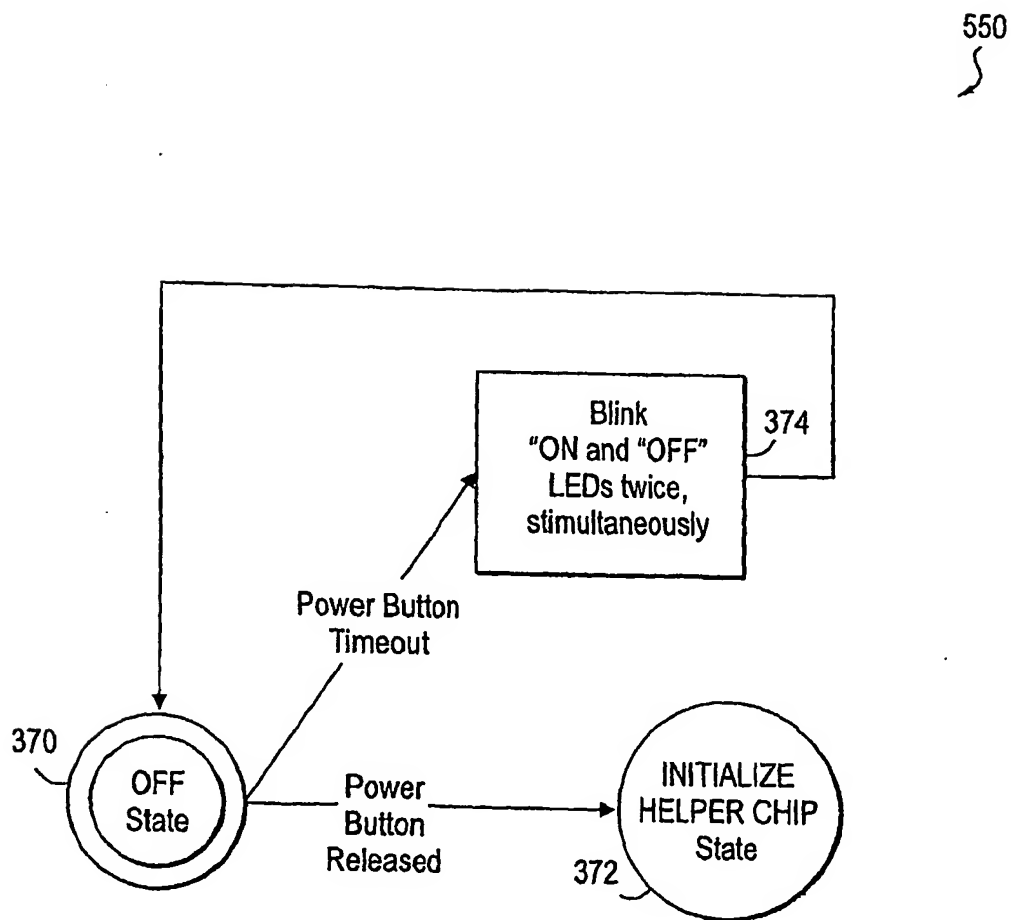 550
Blink
"ON and "OFF"
LEDs twice,
stimultaneously
374
Power Button
Timeout
370
OFF
State
Power
Button
Released
INITIALIZE
HELPER CHIP
State
372